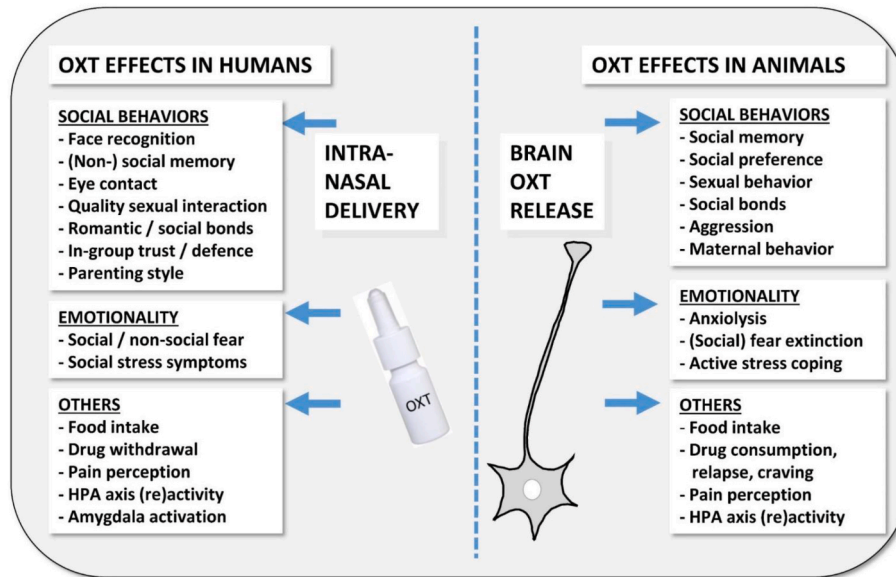 OXT EFFECTS IN HUMANS
SOCIAL BEHAVIORS
- Face recognition
- (Non-) social memory
- Eye contact
- Quality sexual interaction
- Romantic / social bonds
- In-group trust / defence
- Parenting style
EMOTIONALITY
- Social / non-social fear
- Social stress symptoms
OTHERS
- Food intake
- Drug withdrawal
- Pain perception
- HPA axis (re)activity
- Amygdala activation
INTRA-
NASAL
DELIVERY
OXT
BRAIN
OXT
RELEASE
OXT EFFECTS IN ANIMALS
SOCIAL BEHAVIORS
- Social memory
- Social preference
- Sexual behavior
- Social bonds
- Aggression
- Maternal behavior
EMOTIONALITY
- Anxiolysis
- (Social) fear extinction
- Active stress coping
OTHERS
- Food intake
- Drug consumption,
relapse, craving
- Pain perception
- HPA axis (re)activity